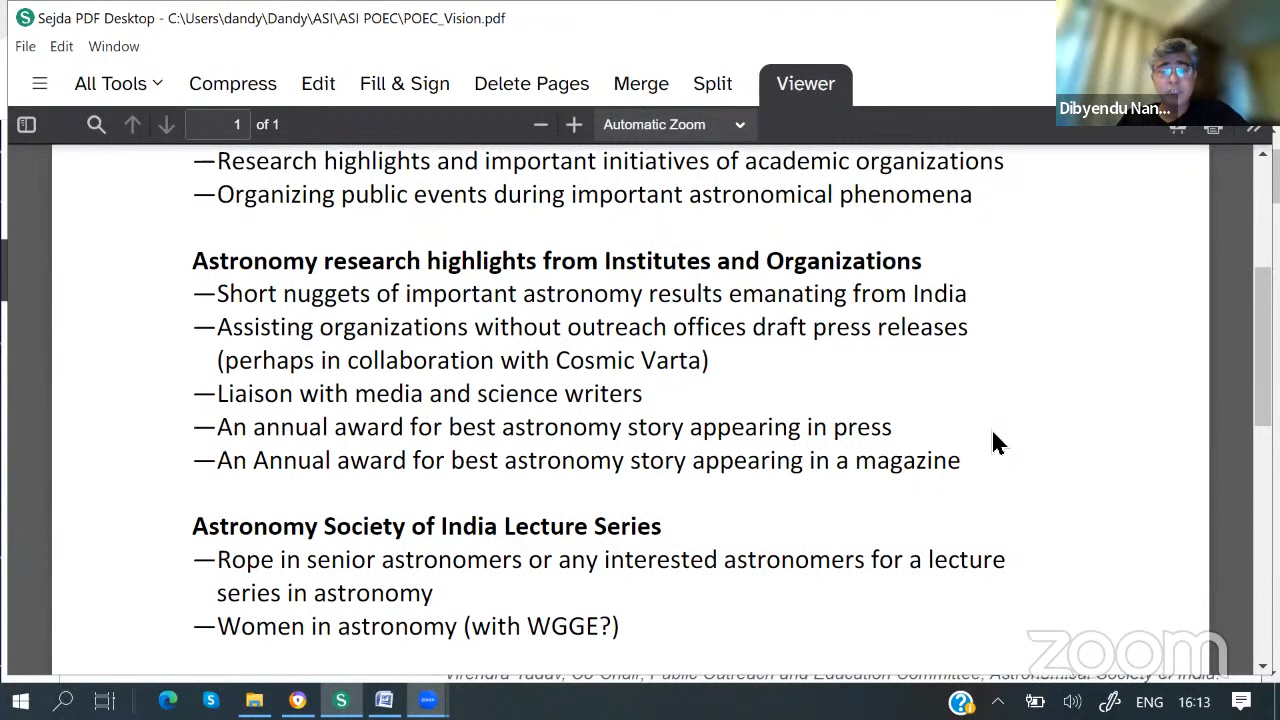 Sejda PDF Desktop - C:\Users\dandy\Dandy\ASI\ASI POEC\POEC_Vision.pdf
File Edit Window
All Tools Compress Edit Fill & Sign Delete Pages Merge Split Viewer
Dibyendu Nan...
1 of 1 Automatic Zoom
—Research highlights and important initiatives of academic organizations
—Organizing public events during important astronomical phenomena
Astronomy research highlights from Institutes and Organizations
—Short nuggets of important astronomy results emanating from India
—Assisting organizations without outreach offices draft press releases
(perhaps in collaboration with Cosmic Varta)
—Liaison with media and science writers
—An annual award for best astronomy story appearing in press
—An Annual award for best astronomy story appearing in a magazine
Astronomy Society of India Lecture Series
—Rope in senior astronomers or any interested astronomers for a lecture
series in astronomy
—Women in astronomy (with WGGE?)
zoom
Virendra Yadav, Co-Chair, Public Outreach and Education Committee, Astronomical Society of India.
ENG 16:13